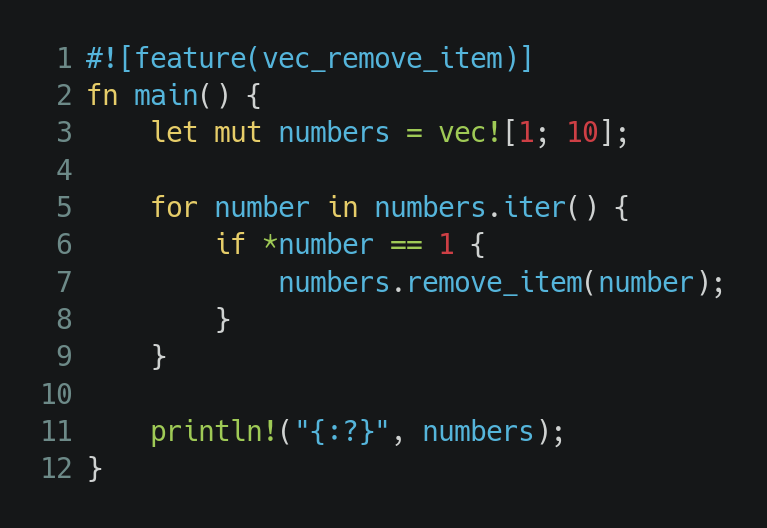 1 #![feature(vec_remove_item)]
2 fn main() {
3     let mut numbers = vec![1; 10];
4
5     for number in numbers.iter() {
6         if *number == 1 {
7             numbers.remove_item(number);
8         }
9     }
10
11     println!("{:?}", numbers);
12 }